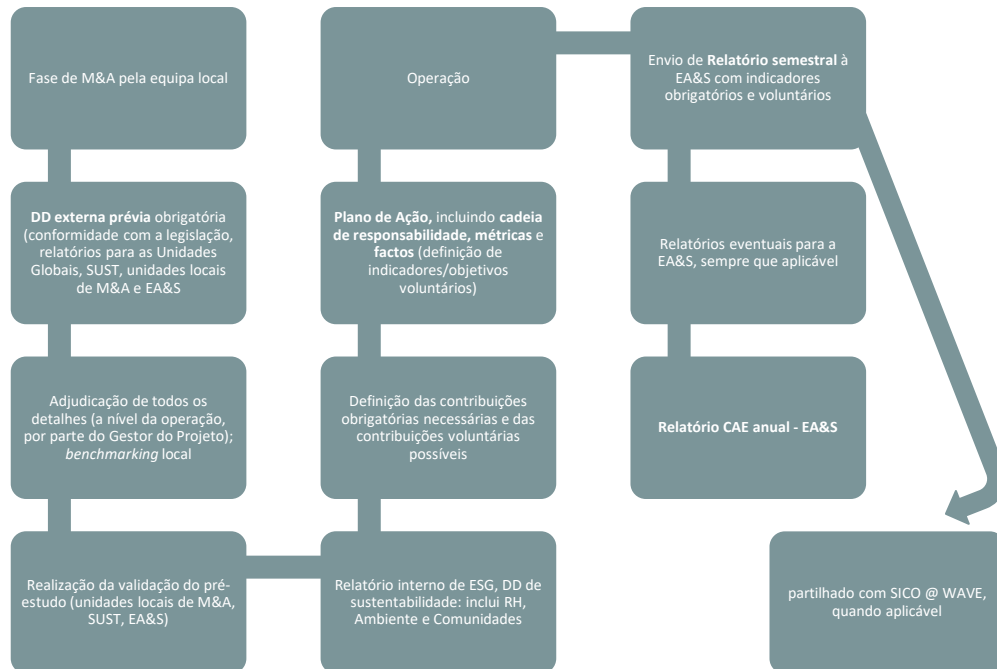 Fase de M&A pela equipa local
DD externa prévia obrigatória
(conformidade com a legislação,
relatórios para as Unidades
Globais, SUST, unidades locais
de M&A e EA&S
Adjudicação de todos os
detalhes (a nível da operação,
por parte do Gestor do Projeto);
benchmarking local
Realização da validação do pré-
estudo (unidades locais de M&A,
SUST, EA&S)
Relatório interno de ESG, DD de
sustentabilidade: inclui RH,
Ambiente e Comunidades
Definição das contribuições
obrigatórias necessárias e das
contribuições voluntárias
possíveis
Plano de Ação, incluindo cadeia
de responsabilidade, métricas e
factos (definição de
indicadores/objetivos
voluntários)
Operação
Envio de Relatório semestral à
EA&S com indicadores
obrigatórios e voluntários
Relatórios eventuais para a
EA&S, sempre que aplicável
Relatório CAE anual - EA&S
partilhado com SICO @ WAVE,
quando aplicável